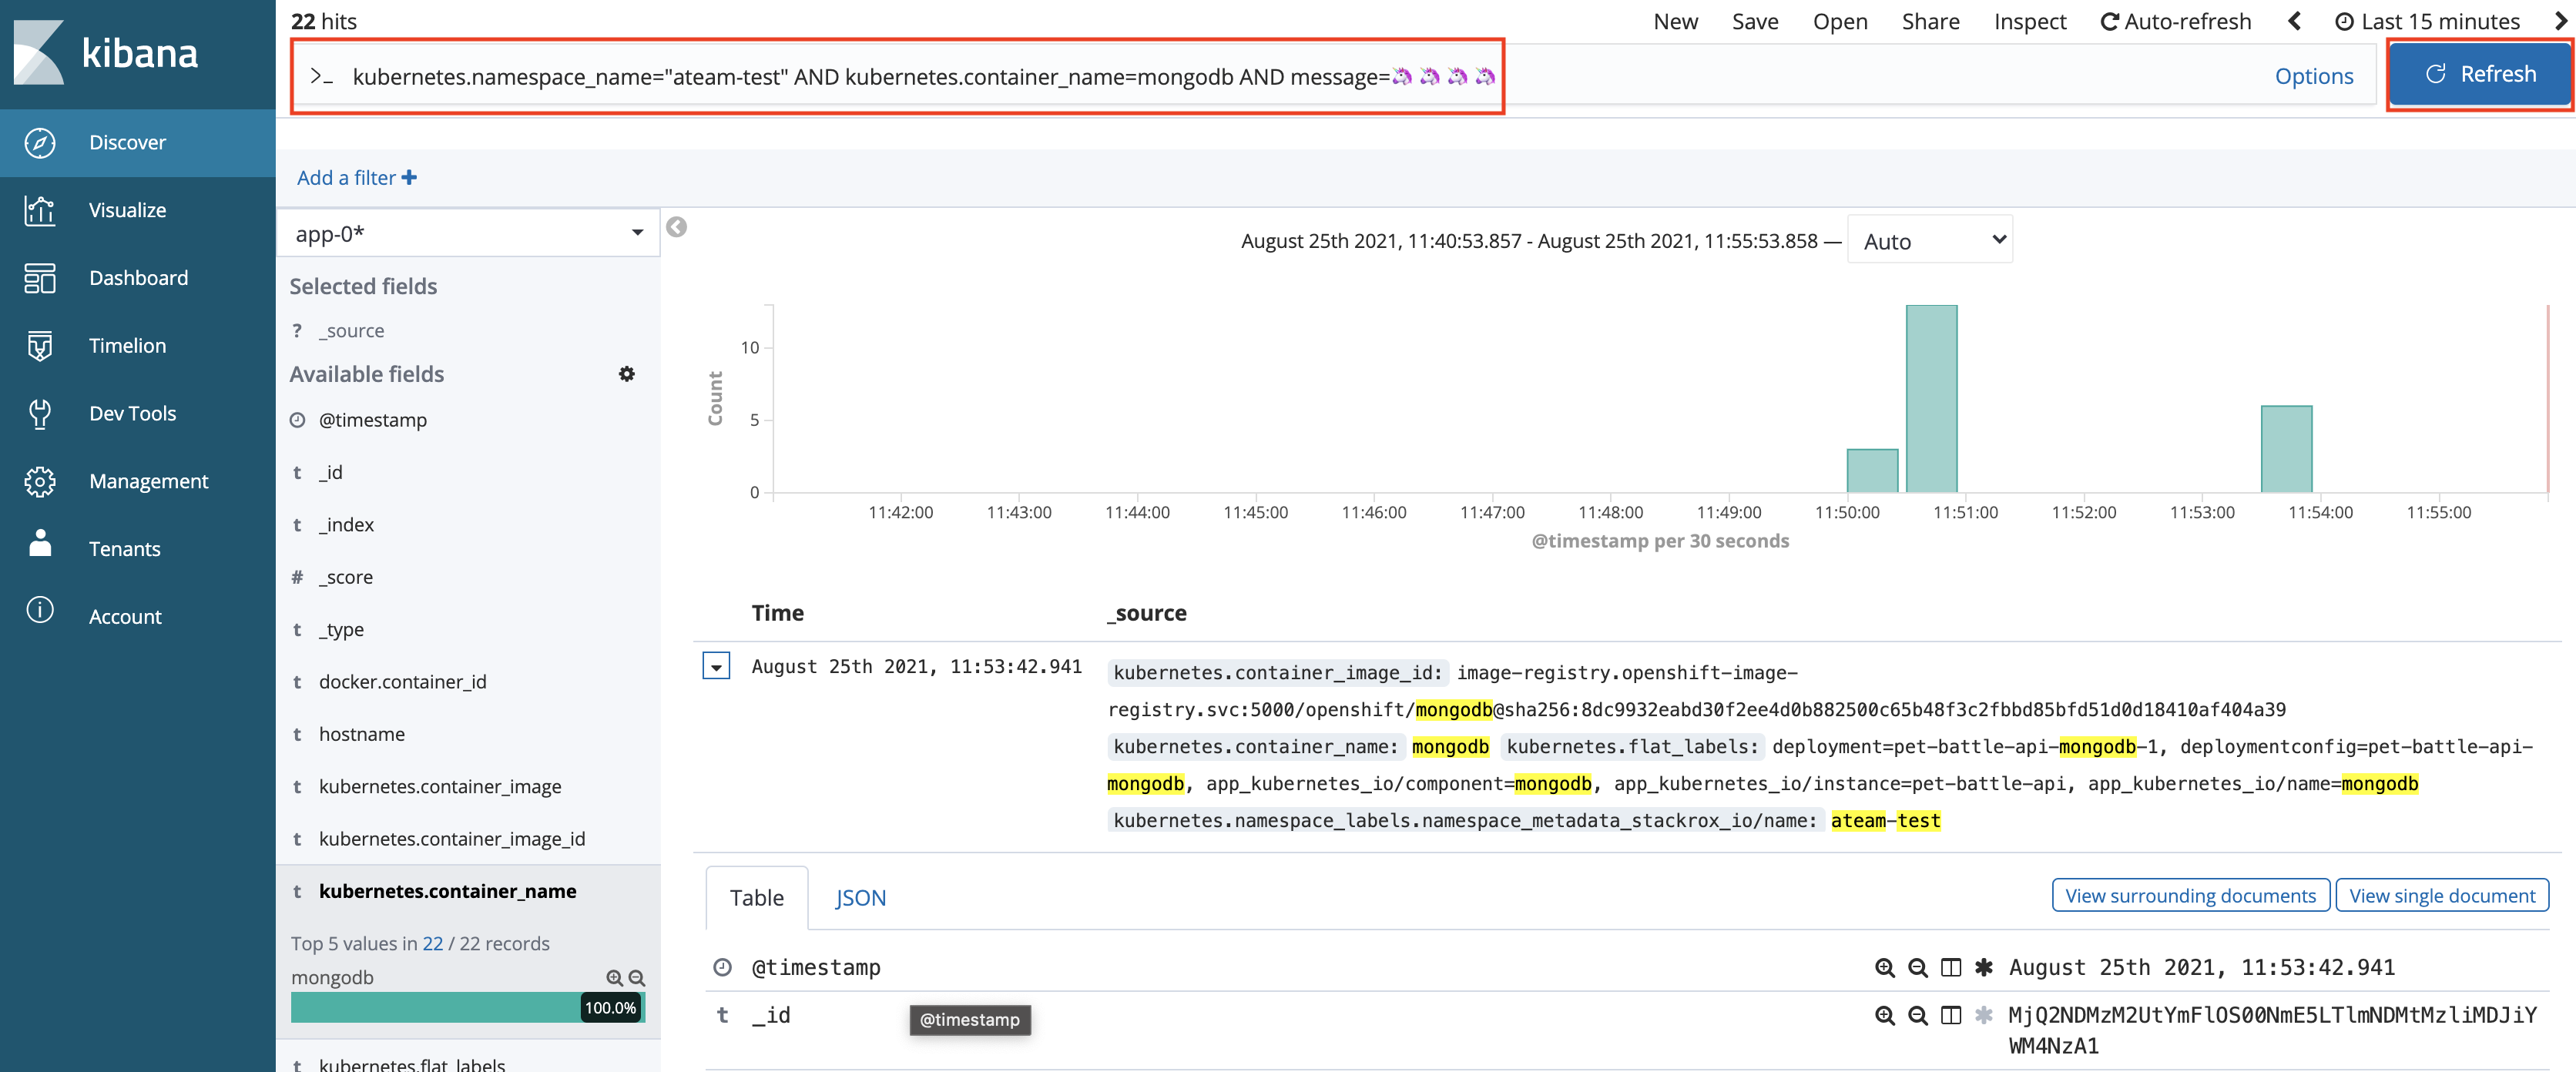 kibana
Discover
Visualize
Dashboard
Timelion
Dev Tools
Management
Tenants
Account
22 hits
New Save Open Share Inspect Auto-refresh Last 15 minutes
>_ kubernetes.namespace_name="ateam-test" AND kubernetes.container_name=mongodb AND message=🦄🦄🦄🦄
Options
Refresh
Add a filter +
app-0*
Selected fields
? _source
Available fields
@timestamp
t _id
t _index
# _score
t _type
t docker.container_id
t hostname
t kubernetes.container_image
t kubernetes.container_image_id
t kubernetes.container_name
Top 5 values in 22 / 22 records
mongodb
100.0%
t kubernetes.flat_labels
August 25th 2021, 11:40:53.857 - August 25th 2021, 11:55:53.858 — Auto
Count
10
5
0
11:42:00 11:43:00 11:44:00 11:45:00 11:46:00 11:47:00 11:48:00 11:49:00 11:50:00 11:51:00 11:52:00 11:53:00 11:54:00 11:55:00
@timestamp per 30 seconds
Time _source
August 25th 2021, 11:53:42.941
kubernetes.container_image_id: image-registry.openshift-image-
registry.svc:5000/openshift/mongodb@sha256:8dc9932eabd30f2ee4d0b882500c65b48f3c2fbbd85bfd51d0d18410af404a39
kubernetes.container_name: mongodb kubernetes.flat_labels: deployment=pet-battle-api-mongodb-1, deploymentconfig=pet-battle-api-
mongodb, app_kubernetes_io/component=mongodb, app_kubernetes_io/instance=pet-battle-api, app_kubernetes_io/name=mongodb
kubernetes.namespace_labels.namespace_metadata_stackrox_io/name: ateam-test
Table JSON
View surrounding documents View single document
@timestamp August 25th 2021, 11:53:42.941
t _id MjQ2NDMzM2UtYmFlOS00NmE5LTlmNDMtMzliMDJiY
WM4NzA1
@timestamp